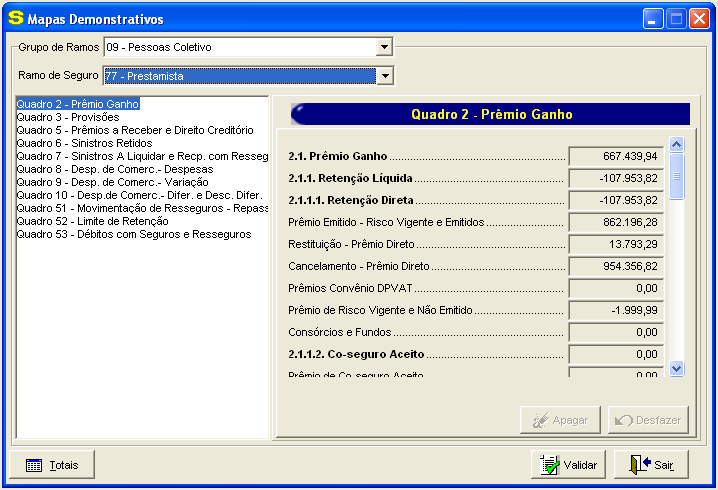 S Mapas Demonstrativos
Grupo de Ramos 09 - Pessoas Coletivo
Ramo de Seguro 77 - Prestamista
Quadro 2 - Prêmio Ganho
Quadro 3 - Provisões
Quadro 5 - Prêmios a Receber e Direito Creditório
Quadro 6 - Sinistros Retidos
Quadro 7 - Sinistros A Liquidar e Recp. com Resseg
Quadro 8 - Desp. de Comerc.- Despesas
Quadro 9 - Desp. de Comerc.- Variação
Quadro 10 - Desp.de Comerc.- Difer. e Desc. Difer.
Quadro 51 - Movimentação de Resseguros - Repass
Quadro 52 - Limite de Retenção
Quadro 53 - Débitos com Seguros e Resseguros
Quadro 2 - Prêmio Ganho
2.1. Prêmio Ganho 667.439,94
2.1.1. Retenção Líquida -107.953,82
2.1.1.1. Retenção Direta -107.953,82
Prêmio Emitido - Risco Vigente e Emitidos 862.196,28
Restituição - Prêmio Direto 13.793,29
Cancelamento - Prêmio Direto 954.356,82
Prêmios Convênio DPVAT 0,00
Prêmio de Risco Vigente e Não Emitido -1.999,99
Consórcios e Fundos 0,00
2.1.1.2. Co-seguro Aceito 0,00
Prêmio de Co-seguro Aceito 0,00
Apagar
Desfazer
Totais
Validar
Sair